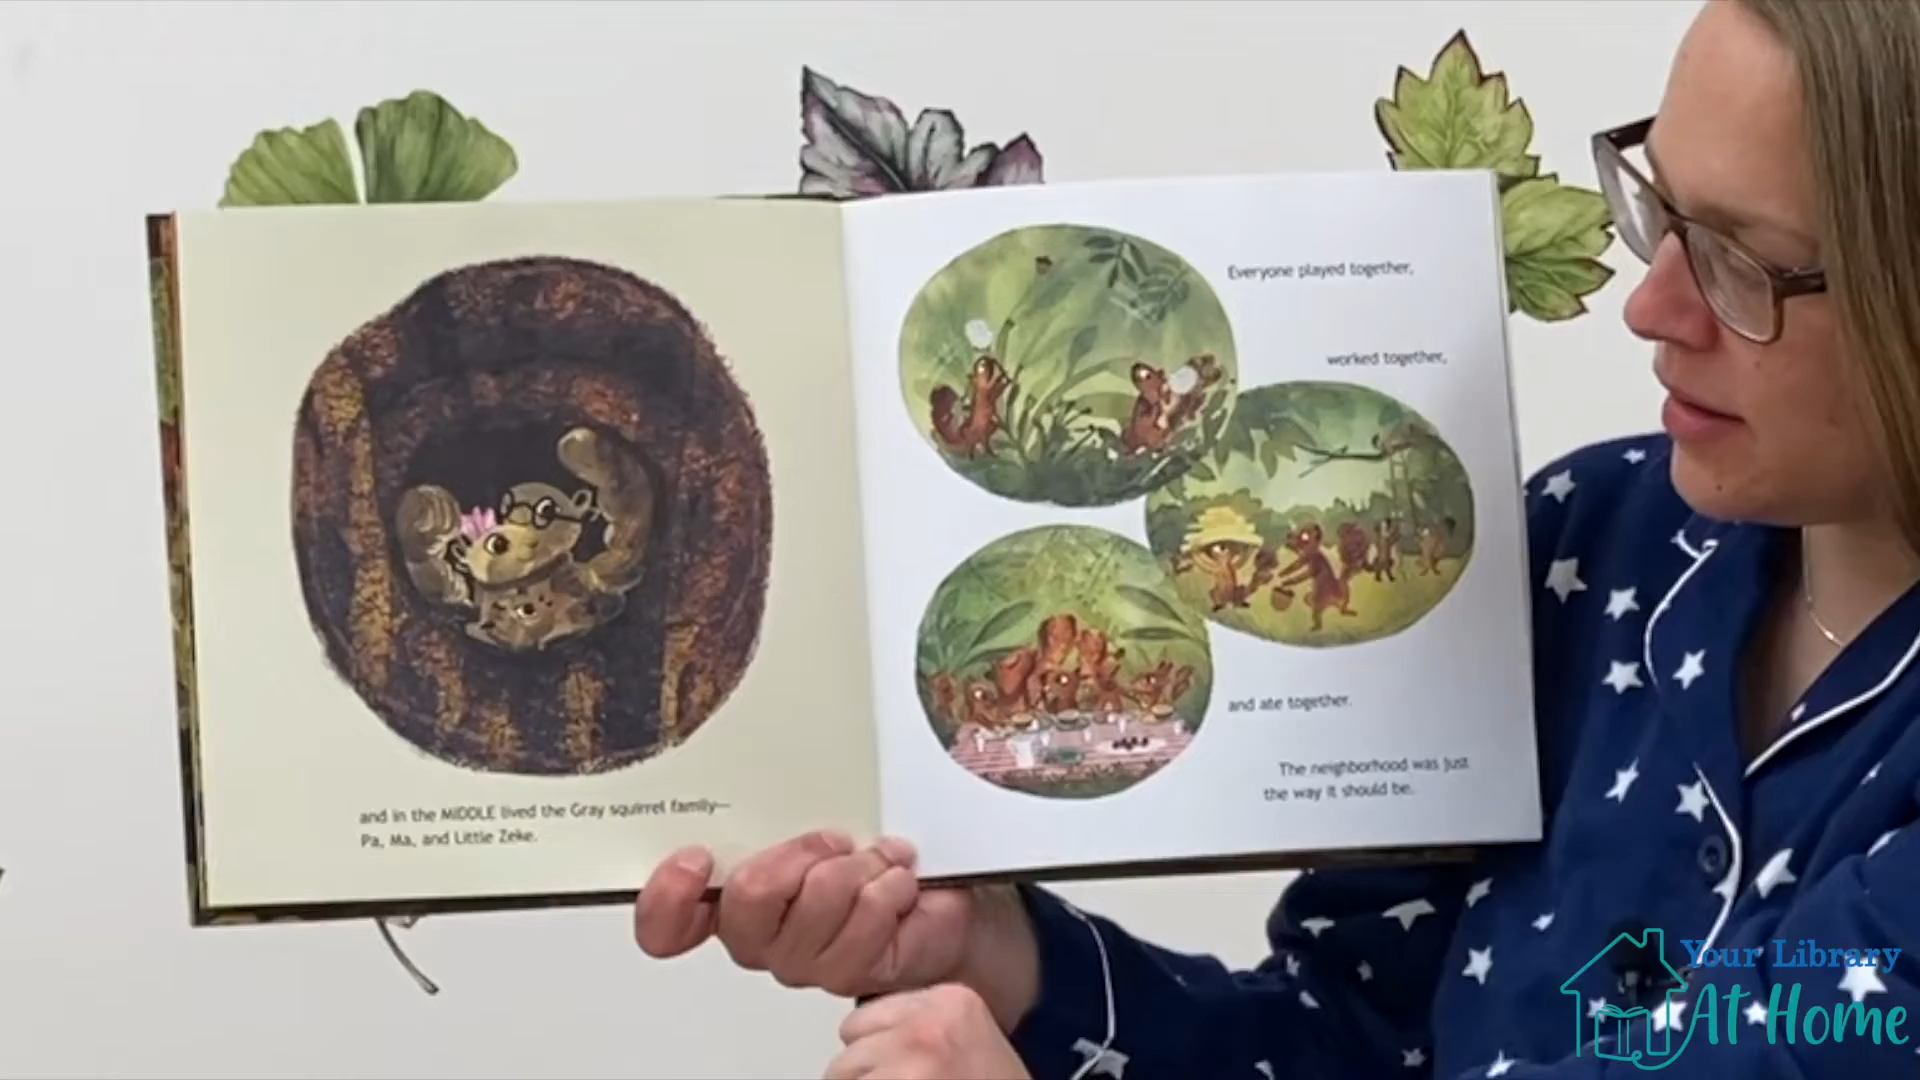 and in the MIDDLE lived the Gray squirrel family—
Pa, Ma, and Little Zeke.
Everyone played together,
worked together,
and ate together.
The neighborhood was just
the way it should be.
Your Library
At Home